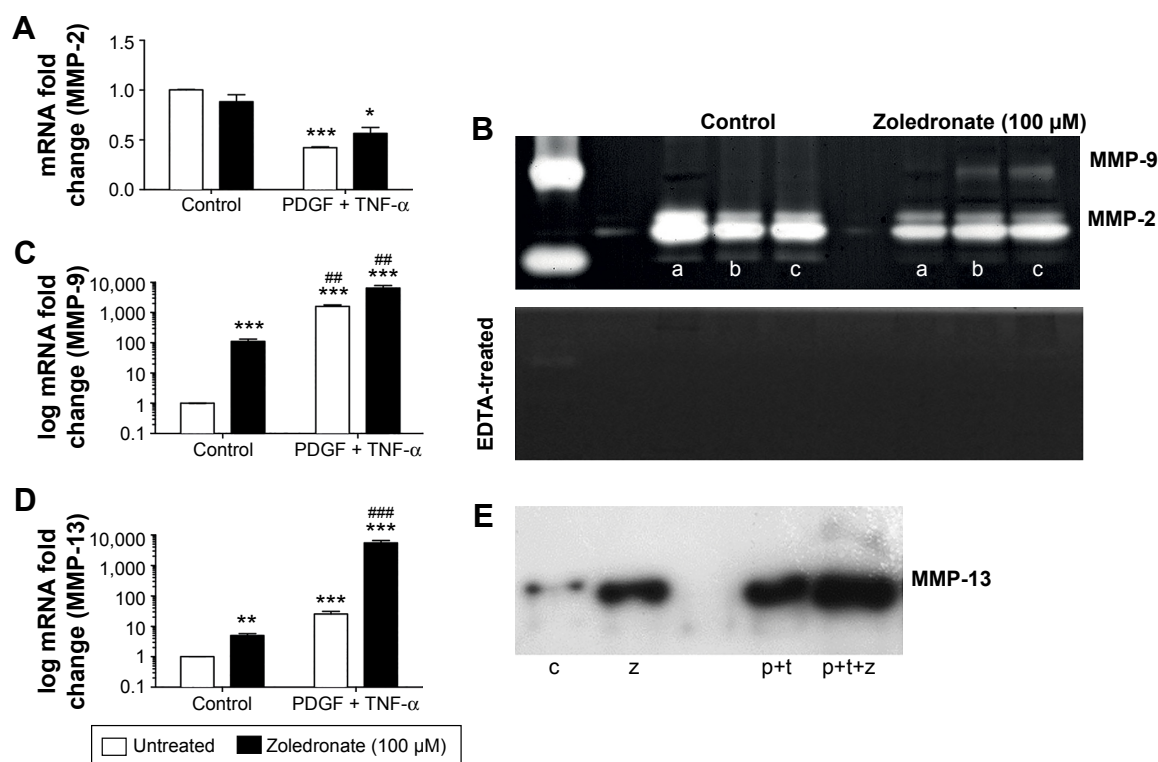 A
mRNA fold
change (MMP-2)
1.5
1.0
0.5
0.0
***
*
Control
PDGF + TNF-α
B
Control
Zoledronate (100 µM)
MMP-9
MMP-2
a
b
c
a
b
c
EDTA-treated
C
log mRNA fold
change (MMP-9)
10,000
1,000
100
10
1
0.1
***
##
***
##
***
Control
PDGF + TNF-α
D
log mRNA fold
change (MMP-13)
10,000
1,000
100
10
1
0.1
**
***
###
***
Control
PDGF + TNF-α
Untreated
Zoledronate (100 µM)
E
MMP-13
c
z
p+t
p+t+z